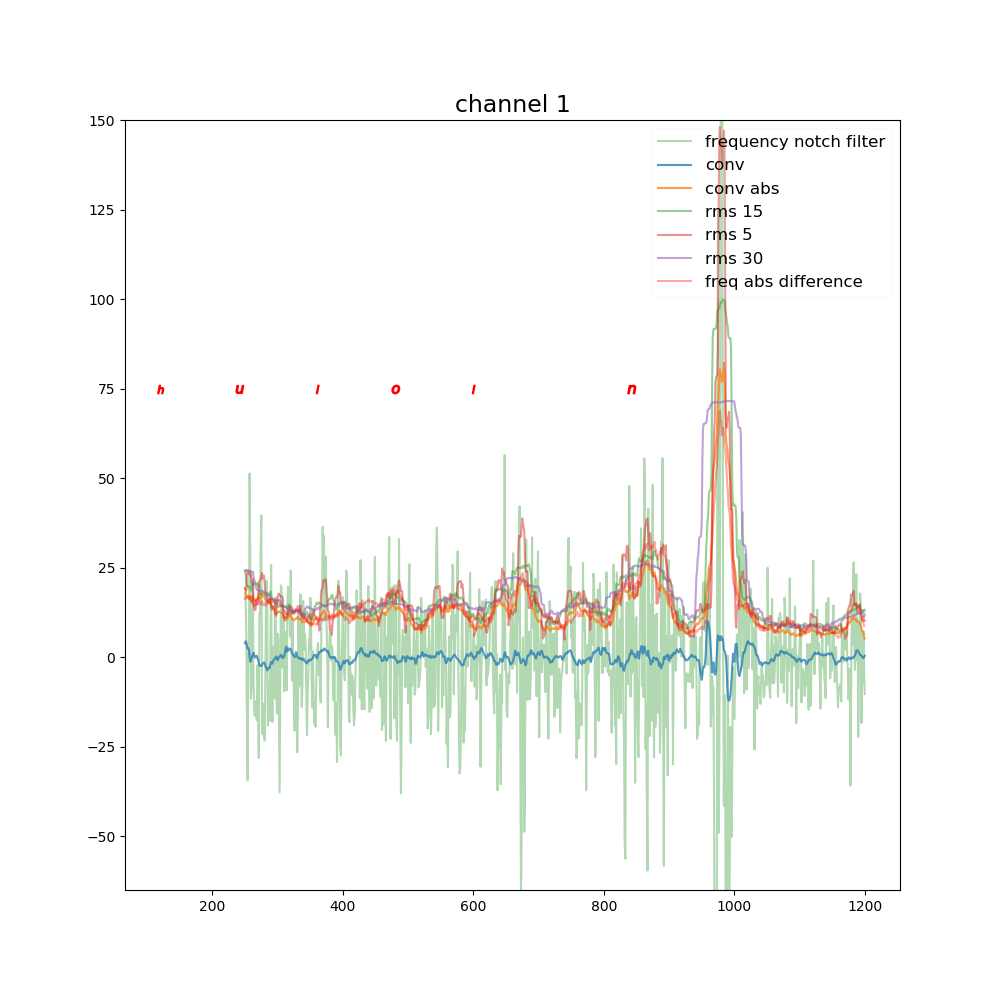 channel 1
150
125
100
75
50
25
0
−25
−50
frequency notch filter
conv
conv abs
rms 15
rms 5
rms 30
freq abs difference
h u l o l n
200 400 600 800 1000 1200